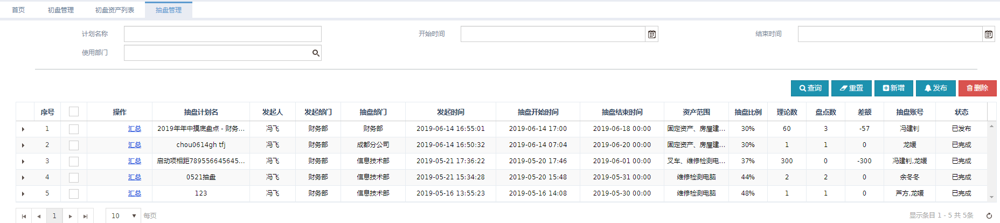 首页 初盘管理 初盘资产列表 抽盘管理
计划名称 开始时间 结束时间
使用部门
查询 重置 新增 发布 删除
序号 操作 抽盘计划名 发起人 发起部门 抽盘部门 发起时间 抽盘开始时间 抽盘结束时间 资产范围 抽盘比例 理论数 盘点数 差额 抽盘账号 状态
1 汇总 2019年年中摸底盘点 - 财务... 冯飞 财务部 财务部 2019-06-14 16:55:01 2019-06-14 17:00 2019-06-18 00:00 固定资产、房屋建... 30% 60 3 -57 冯建钊 已发布
2 汇总 chou0614gh tfj 冯飞 财务部 成都分公司 2019-06-14 16:50:32 2019-06-14 07:04 2019-06-20 00:00 固定资产、房屋建... 30% 1 1 0 龙媛 已完成
3 汇总 启动项相距789556645645... 冯飞 财务部 信息技术部 2019-05-21 17:36:22 2019-05-20 17:46 2019-06-01 00:00 叉车、维修检测电... 37% 300 0 -300 冯建钊,龙媛 已完成
4 汇总 0521抽盘 冯飞 财务部 信息技术部 2019-05-21 15:34:28 2019-05-20 15:48 2019-05-31 00:00 维修检测电脑 44% 2 2 0 余冬冬 已完成
5 汇总 123 冯飞 财务部 信息技术部 2019-05-16 13:55:23 2019-05-16 14:08 2019-05-30 00:00 维修检测电脑 48% 1 1 0 芦方,龙媛 已完成
1 10 每页 显示条目 1 - 5 共 5条